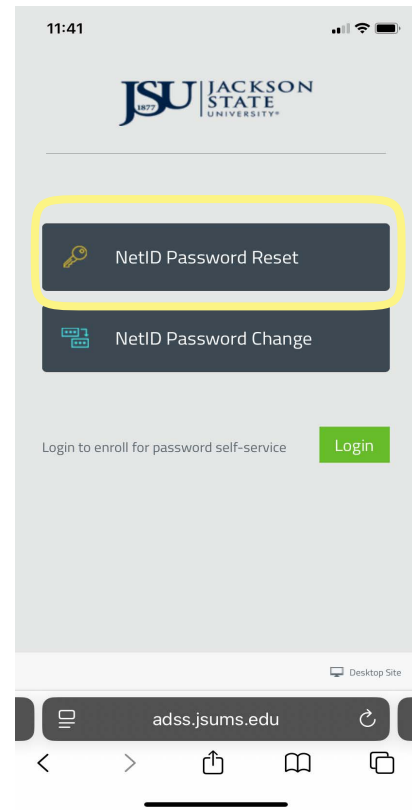 11:41
JSU
1877
JACKSON
STATE
UNIVERSITY®
NetID Password Reset
NetID Password Change
Login to enroll for password self-service
Login
Desktop Site
adss.jsums.edu